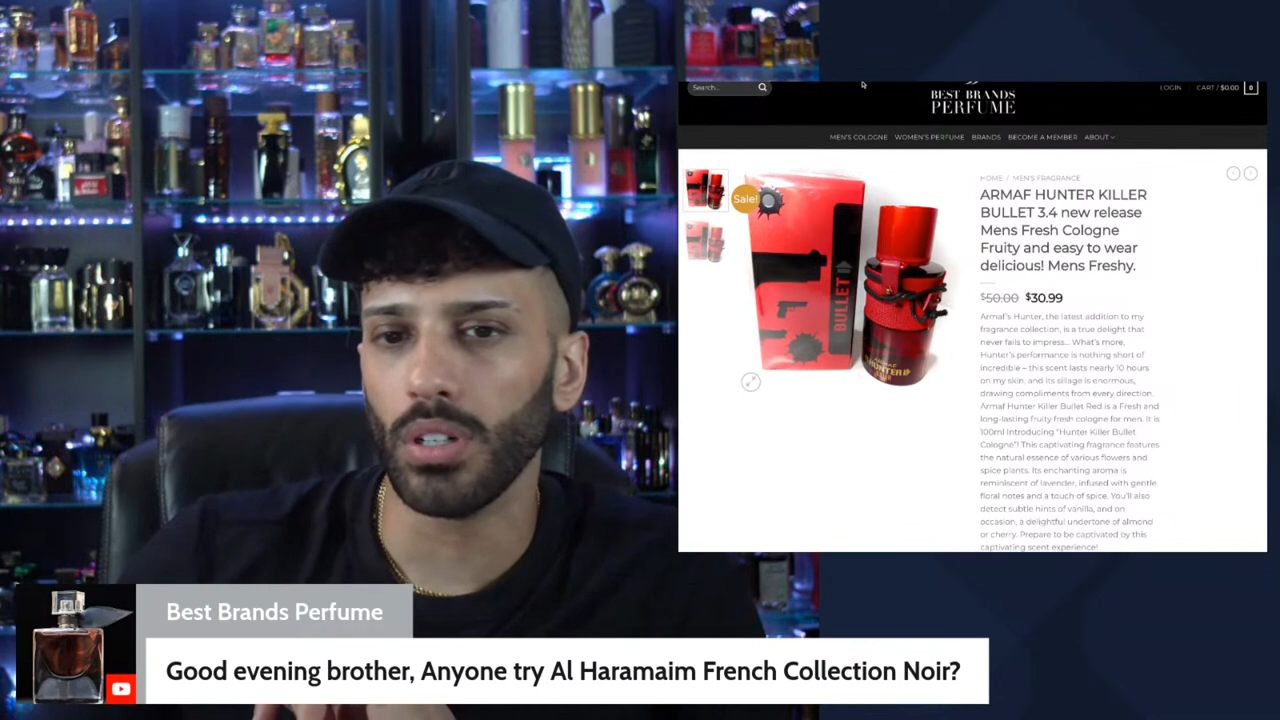 Search...
BEST BRANDS
PERFUME
LOGIN
CART / $0.00
0
MEN'S COLOGNE
WOMEN'S PERFUME
BRANDS
BECOME A MEMBER
ABOUT
Sale!
BULLET
ARMAF
HUNTER
HOME / MEN'S FRAGRANCE
ARMAF HUNTER KILLER
BULLET 3.4 new release
Mens Fresh Cologne
Fruity and easy to wear
delicious! Mens Freshy.
$50.00 $30.99
Armaf's Hunter, the latest addition to my
fragrance collection, is a true delight that
never fails to impress... What's more,
Hunter's performance is nothing short of
incredible – this scent lasts nearly 10 hours
on my skin, and its sillage is enormous,
drawing compliments from every direction.
Armaf Hunter Killer Bullet Red is a Fresh and
long-lasting fruity fresh cologne for men. It is
100ml Introducing "Hunter Killer Bullet
Cologne"! This captivating fragrance features
the natural essence of various flowers and
spice plants. Its enchanting aroma is
reminiscent of lavender, infused with gentle
floral notes and a touch of spice. You'll also
detect subtle hints of vanilla, and on
occasion, a delightful undertone of almond
or cherry. Prepare to be captivated by this
captivating scent experience!
Best Brands Perfume
Good evening brother, Anyone try Al Haramaim French Collection Noir?